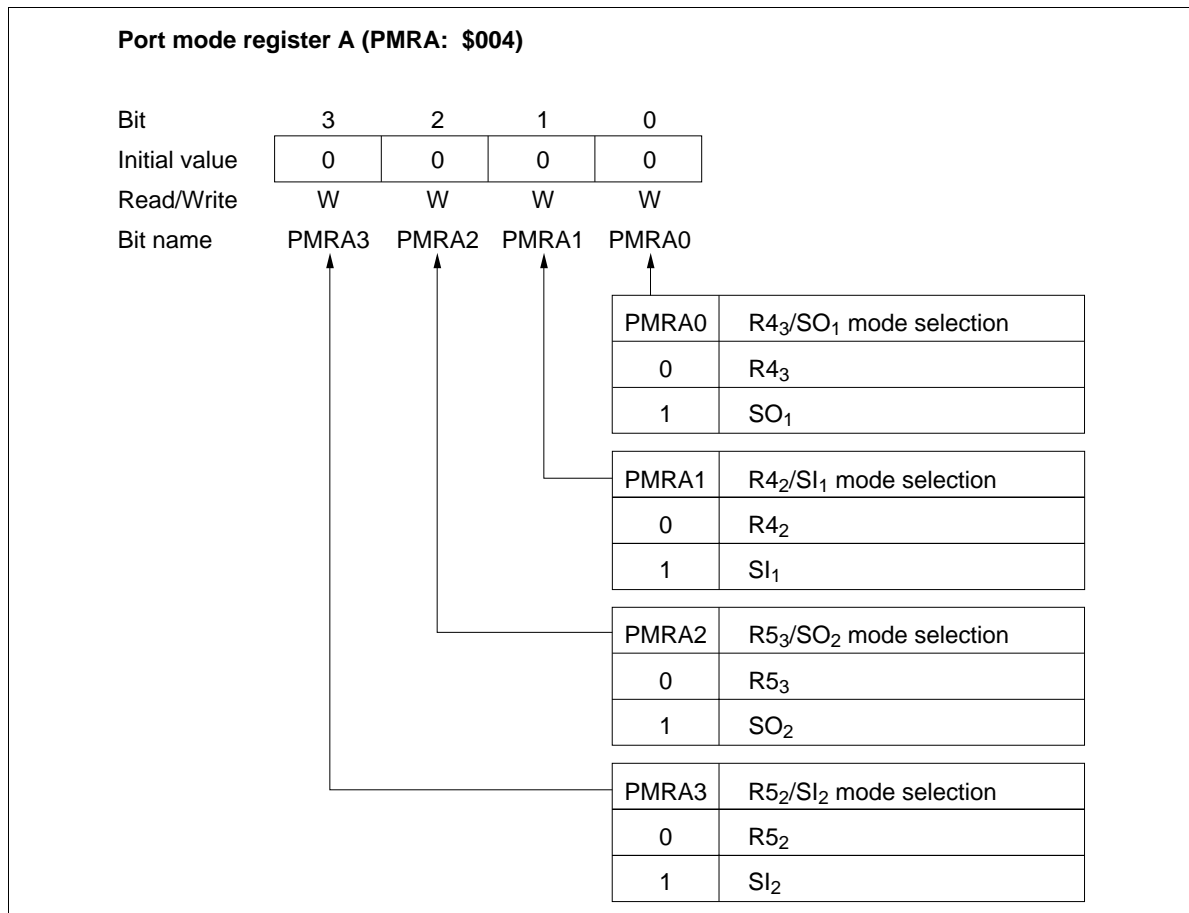 Port mode register A (PMRA: $004)
Bit 3 2 1 0
Initial value 0 0 0 0
Read/Write W W W W
Bit name PMRA3 PMRA2 PMRA1 PMRA0
PMRA0 R4₃/SO₁ mode selection
0 R4₃
1 SO₁
PMRA1 R4₂/SI₁ mode selection
0 R4₂
1 SI₁
PMRA2 R5₃/SO₂ mode selection
0 R5₃
1 SO₂
PMRA3 R5₂/SI₂ mode selection
0 R5₂
1 SI₂